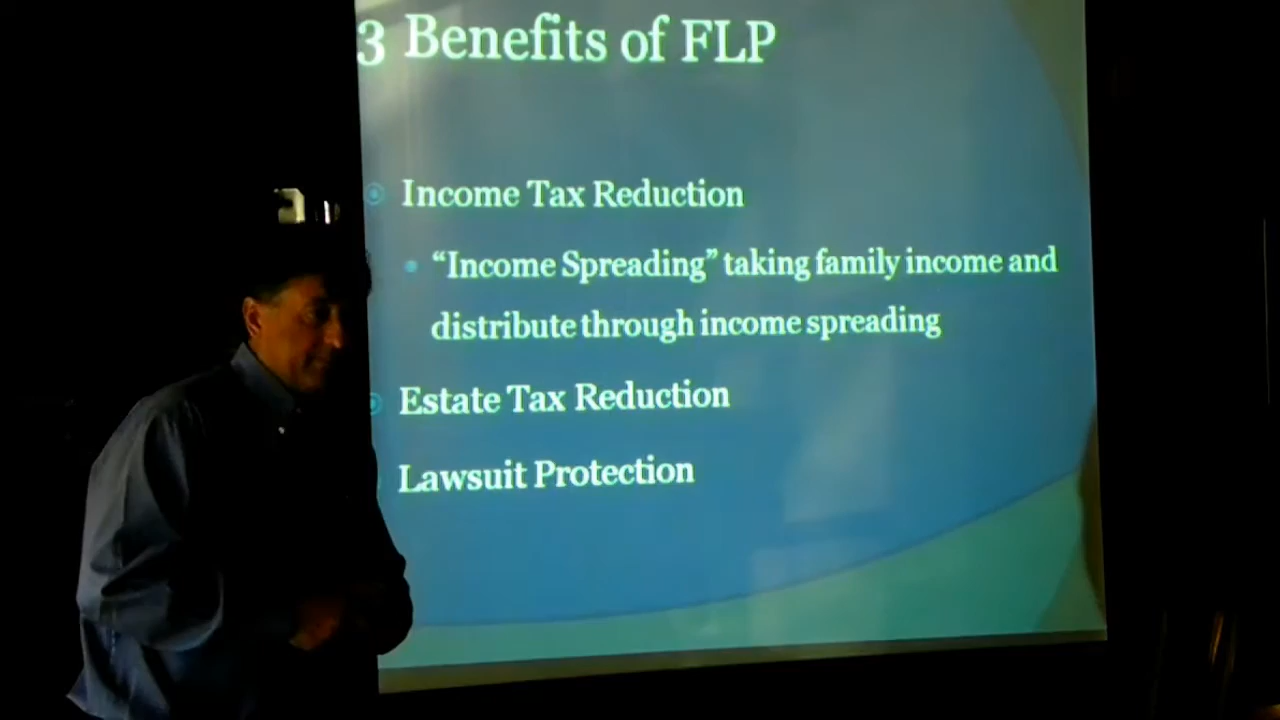 3 Benefits of FLP
Income Tax Reduction
“Income Spreading” taking family income and
distribute through income spreading
Estate Tax Reduction
Lawsuit Protection